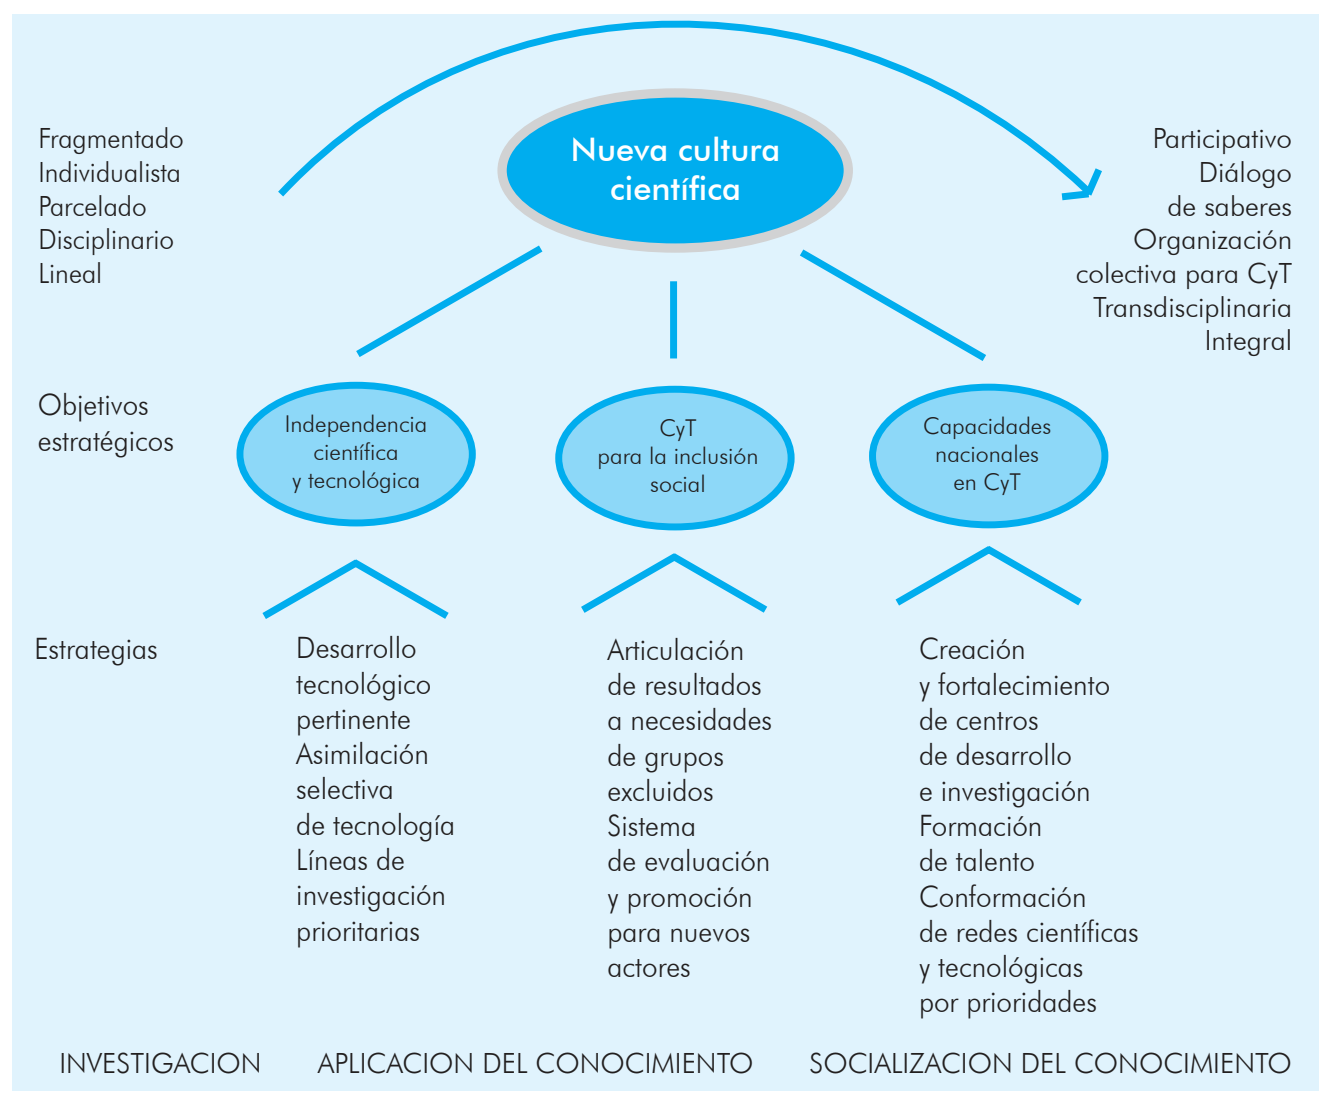 Nueva cultura
científica
Fragmentado
Individualista
Parcelado
Disciplinario
Lineal
Participativo
Diálogo
de saberes
Organización
colectiva para CyT
Transdisciplinaria
Integral
Objetivos
estratégicos
Independencia
científica
y tecnológica
CyT
para la inclusión
social
Capacidades
nacionales
en CyT
Estrategias
Desarrollo
tecnológico
pertinente
Asimilación
selectiva
de tecnología
Líneas de
investigación
prioritarias
Articulación
de resultados
a necesidades
de grupos
excluidos
Sistema
de evaluación
y promoción
para nuevos
actores
Creación
y fortalecimiento
de centros
de desarrollo
e investigación
Formación
de talento
Conformación
de redes científicas
y tecnológicas
por prioridades
INVESTIGACION
APLICACION DEL CONOCIMIENTO
SOCIALIZACION DEL CONOCIMIENTO